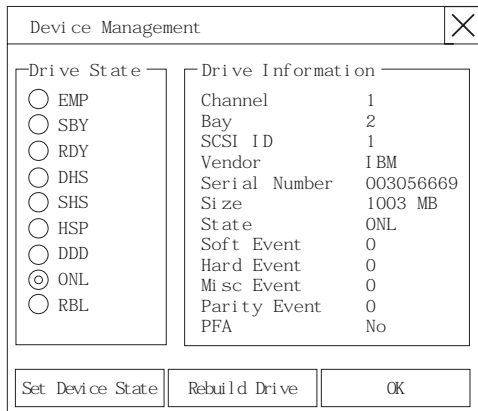 Device Management
Drive State
EMP
SBY
RDY
DHS
SHS
HSP
DDD
ONL
RBL
Drive Information
Channel 1
Bay 2
SCSI ID 1
Vendor IBM
Serial Number 003056669
Size 1003 MB
State ONL
Soft Event 0
Hard Event 0
Misc Event 0
Parity Event 0
PFA No
Set Device State
Rebuild Drive
OK